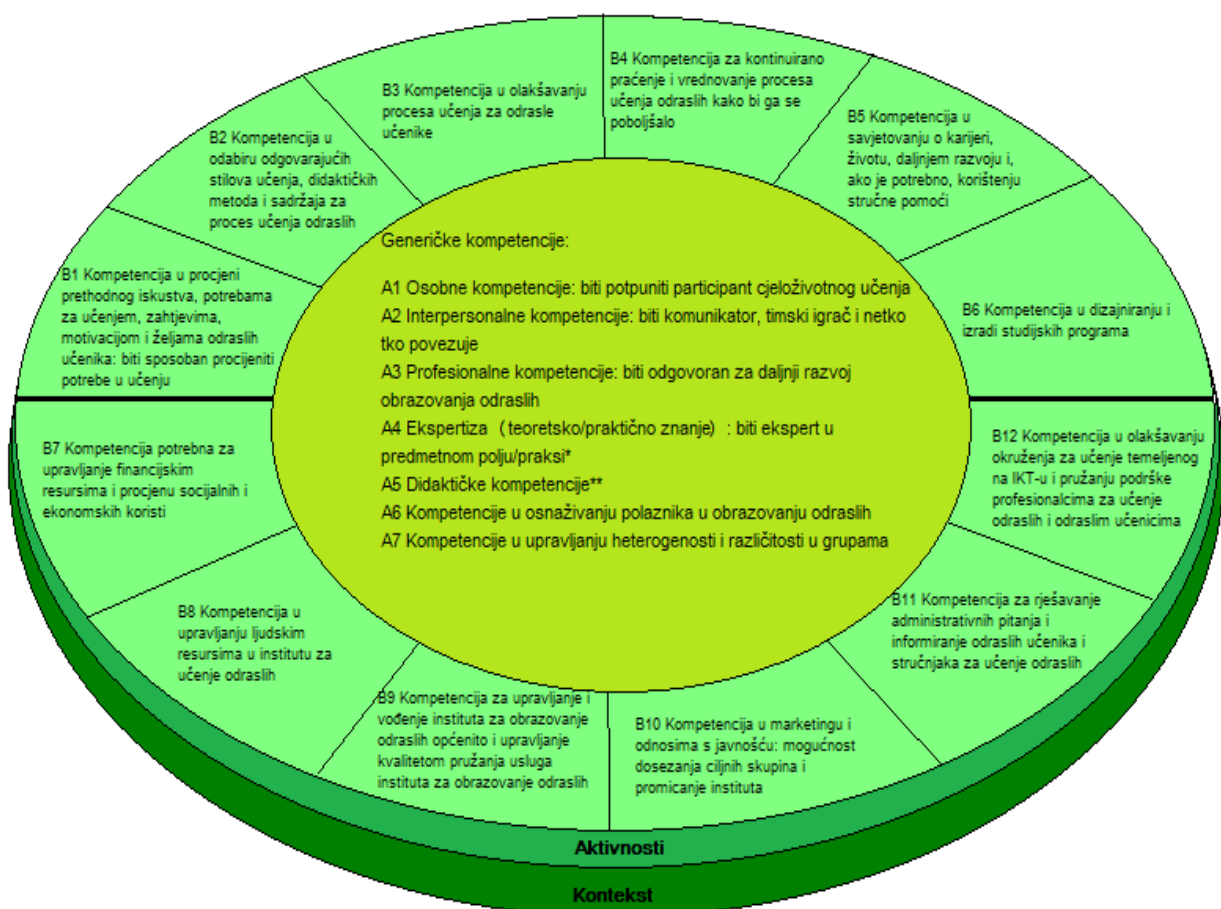 B1 Kompetencija u procjeni
prethodnog iskustva, potrebama
za učenjem, zahtjevima,
motivacijom i željama odraslih
učenika: biti sposoban procijeniti
potrebe u učenju
B2 Kompetencija u
odabiru odgovarajućih
stilova učenja, didaktičkih
metoda i sadržaja za
proces učenja odraslih
B3 Kompetencija u olakšavanju
procesa učenja za odrasle
učenike
B4 Kompetencija za kontinuirano
praćenje i vrednovanje procesa
učenja odraslih kako bi ga se
poboljšalo
B5 Kompetencija u
savjetovanju o karijeri,
životu, daljnjem razvoju i,
ako je potrebno, korištenju
stručne pomoći
B6 Kompetencija u dizajniranju i
izradi studijskih programa
Generičke kompetencije:
A1 Osobne kompetencije: biti potpuniti participant cjeloživotnog učenja
A2 Interpersonalne kompetencije: biti komunikator, timski igrač i netko
tko povezuje
A3 Profesionalne kompetencije: biti odgovoran za daljnji razvoj
obrazovanja odraslih
A4 Ekspertiza (teoretsko/praktično znanje) : biti ekspert u
predmetnom polju/praksi*
A5 Didaktičke kompetencije**
A6 Kompetencije u osnaživanju polaznika u obrazovanju odraslih
A7 Kompetencije u upravljanju heterogenosti i različitosti u grupama
B7 Kompetencija potrebna za
upravljanje financijskim
resursima i procjenu socijalnih i
ekonomskih koristi
B8 Kompetencija u
upravljanju ljudskim
resursima u institutu za
učenje odraslih
B9 Kompetencija za upravljanje i
vođenje instituta za obrazovanje
odraslih općenito i upravljanje
kvalitetom pružanja usluga
instituta za obrazovanje odraslih
B10 Kompetencija u marketingu i
odnosima s javnošću: mogućnost
dosezanja ciljnih skupina i
promicanje instituta
B11 Kompetencija za rješavanje
administrativnih pitanja i
informiranje odraslih učenika i
stručnjaka za učenje odraslih
B12 Kompetencija u olakšavanju
okruženja za učenje temeljenog
na IKT-u i pružanju podrške
profesionalcima za učenje
odraslih i odraslim učenicima
Aktivnosti
Kontekst